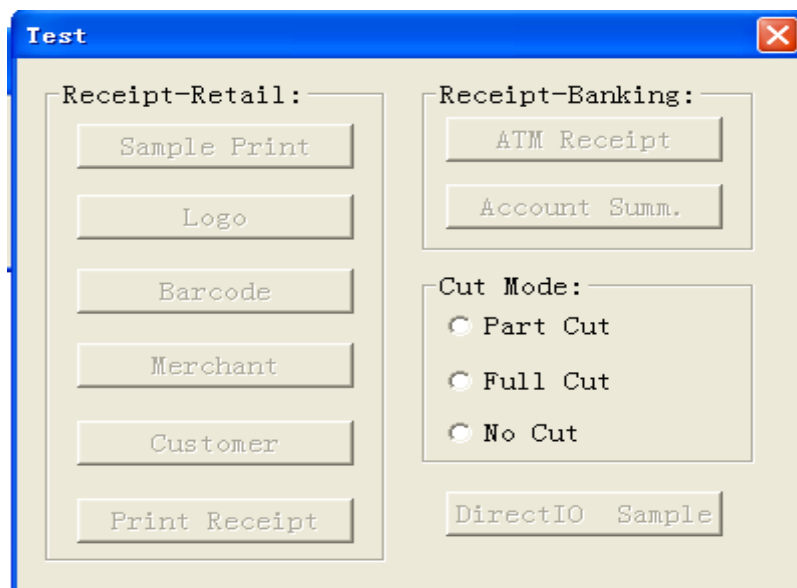 Test
Receipt-Retail:
Sample Print
Logo
Barcode
Merchant
Customer
Print Receipt
Receipt-Banking:
ATM Receipt
Account Summ.
Cut Mode:
Part Cut
Full Cut
No Cut
DirectIO  Sample